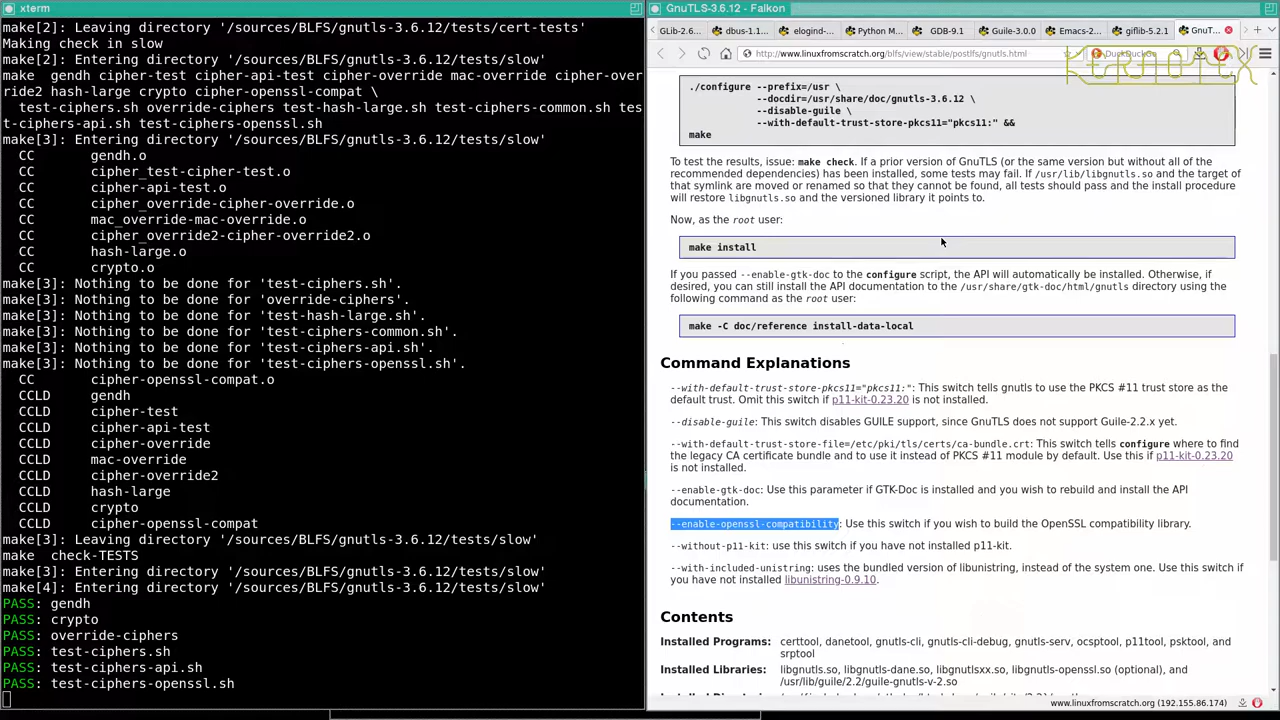 xterm
make[2]: Leaving directory '/sources/BLFS/gnutls-3.6.12/tests/cert-tests'
Making check in slow
make[2]: Entering directory '/sources/BLFS/gnutls-3.6.12/tests/slow'
make  gendh cipher-test cipher-api-test cipher-override mac-override cipher-over
ride2 hash-large crypto cipher-openssl-compat \
  test-ciphers.sh override-ciphers test-hash-large.sh test-ciphers-common.sh tes
t-ciphers-api.sh test-ciphers-openssl.sh
make[3]: Entering directory '/sources/BLFS/gnutls-3.6.12/tests/slow'
  CC       gendh.o
  CC       cipher_test-cipher-test.o
  CC       cipher-api-test.o
  CC       cipher_override-cipher-override.o
  CC       mac_override-mac-override.o
  CC       cipher_override2-cipher-override2.o
  CC       hash-large.o
  CC       crypto.o
make[3]: Nothing to be done for 'test-ciphers.sh'.
make[3]: Nothing to be done for 'override-ciphers'.
make[3]: Nothing to be done for 'test-hash-large.sh'.
make[3]: Nothing to be done for 'test-ciphers-common.sh'.
make[3]: Nothing to be done for 'test-ciphers-api.sh'.
make[3]: Nothing to be done for 'test-ciphers-openssl.sh'.
  CC       cipher-openssl-compat.o
  CCLD     gendh
  CCLD     cipher-test
  CCLD     cipher-api-test
  CCLD     cipher-override
  CCLD     mac-override
  CCLD     cipher-override2
  CCLD     hash-large
  CCLD     crypto
  CCLD     cipher-openssl-compat
make[3]: Leaving directory '/sources/BLFS/gnutls-3.6.12/tests/slow'
make  check-TESTS
make[3]: Entering directory '/sources/BLFS/gnutls-3.6.12/tests/slow'
make[4]: Entering directory '/sources/BLFS/gnutls-3.6.12/tests/slow'
PASS: gendh
PASS: crypto
PASS: override-ciphers
PASS: test-ciphers.sh
PASS: test-ciphers-api.sh
PASS: test-ciphers-openssl.sh
GnuTLS-3.6.12 - Falkon
GLib-2.6... dbus-1.1... elogind-... Python M... GDB-9.1 Guile-3.0.0 Emacs-2... giflib-5.2.1 GnuT...
http://www.linuxfromscratch.org/blfs/view/stable/postlfs/gnutls.html DuckDuckGo
KERNOTEX
./configure --prefix=/usr \
            --docdir=/usr/share/doc/gnutls-3.6.12 \
            --disable-guile \
            --with-default-trust-store-pkcs11="pkcs11:" &&
make
To test the results, issue: make check. If a prior version of GnuTLS (or the same version but without all of the
recommended dependencies) has been installed, some tests may fail. If /usr/lib/libgnutls.so and the target of
that symlink are moved or renamed so that they cannot be found, all tests should pass and the install procedure
will restore libgnutls.so and the versioned library it points to.
Now, as the root user:
make install
If you passed --enable-gtk-doc to the configure script, the API will automatically be installed. Otherwise, if
desired, you can still install the API documentation to the /usr/share/gtk-doc/html/gnutls directory using the
following command as the root user:
make -C doc/reference install-data-local
Command Explanations
--with-default-trust-store-pkcs11="pkcs11:": This switch tells gnutls to use the PKCS #11 trust store as the
default trust. Omit this switch if p11-kit-0.23.20 is not installed.
--disable-guile: This switch disables GUILE support, since GnuTLS does not support Guile-2.2.x yet.
--with-default-trust-store-file=/etc/pki/tls/certs/ca-bundle.crt: This switch tells configure where to find
the legacy CA certificate bundle and to use it instead of PKCS #11 module by default. Use this if p11-kit-0.23.20
is not installed.
--enable-gtk-doc: Use this parameter if GTK-Doc is installed and you wish to rebuild and install the API
documentation.
--enable-openssl-compatibility: Use this switch if you wish to build the OpenSSL compatibility library.
--without-p11-kit: use this switch if you have not installed p11-kit.
--with-included-unistring: uses the bundled version of libunistring, instead of the system one. Use this switch if
you have not installed libunistring-0.9.10.
Contents
Installed Programs: certtool, danetool, gnutls-cli, gnutls-cli-debug, gnutls-serv, ocsptool, p11tool, psktool, and
srptool
Installed Libraries: libgnutls.so, libgnutls-dane.so, libgnutlsxx.so, libgnutls-openssl.so (optional), and
/usr/lib/guile/2.2/guile-gnutls-v-2.so
www.linuxfromscratch.org (192.155.86.174)